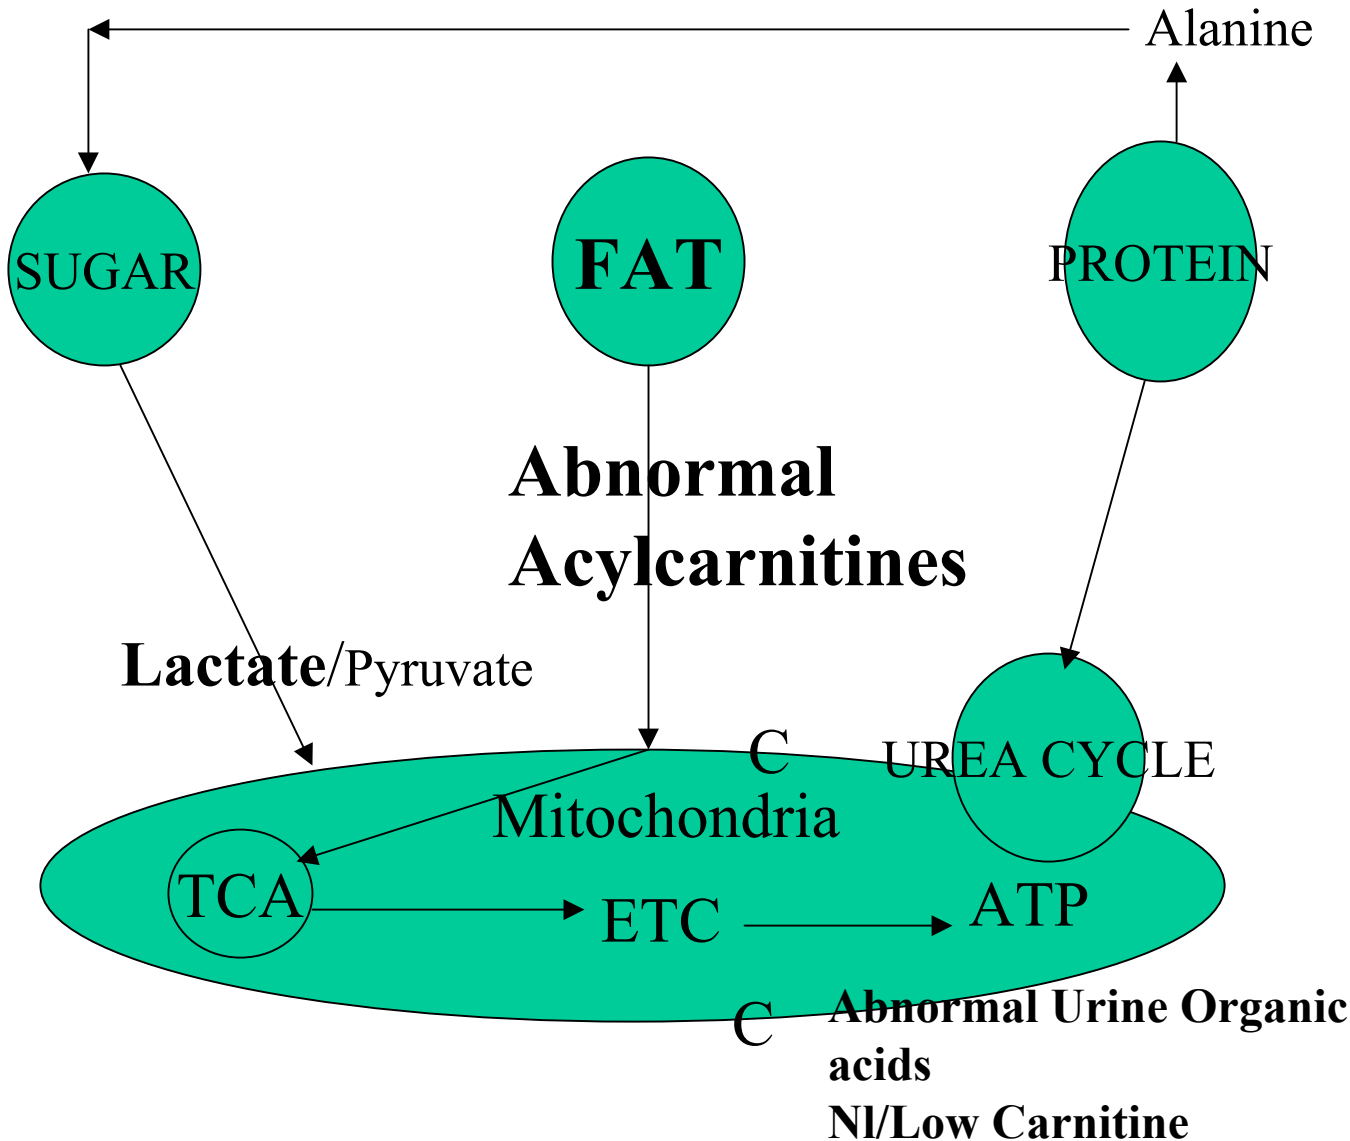 Alanine
SUGAR
FAT
PROTEIN
Abnormal
Acylcarnitines
Lactate/Pyruvate
C
UREA CYCLE
Mitochondria
TCA
ETC
ATP
C
Abnormal Urine Organic
acids
Nl/Low Carnitine